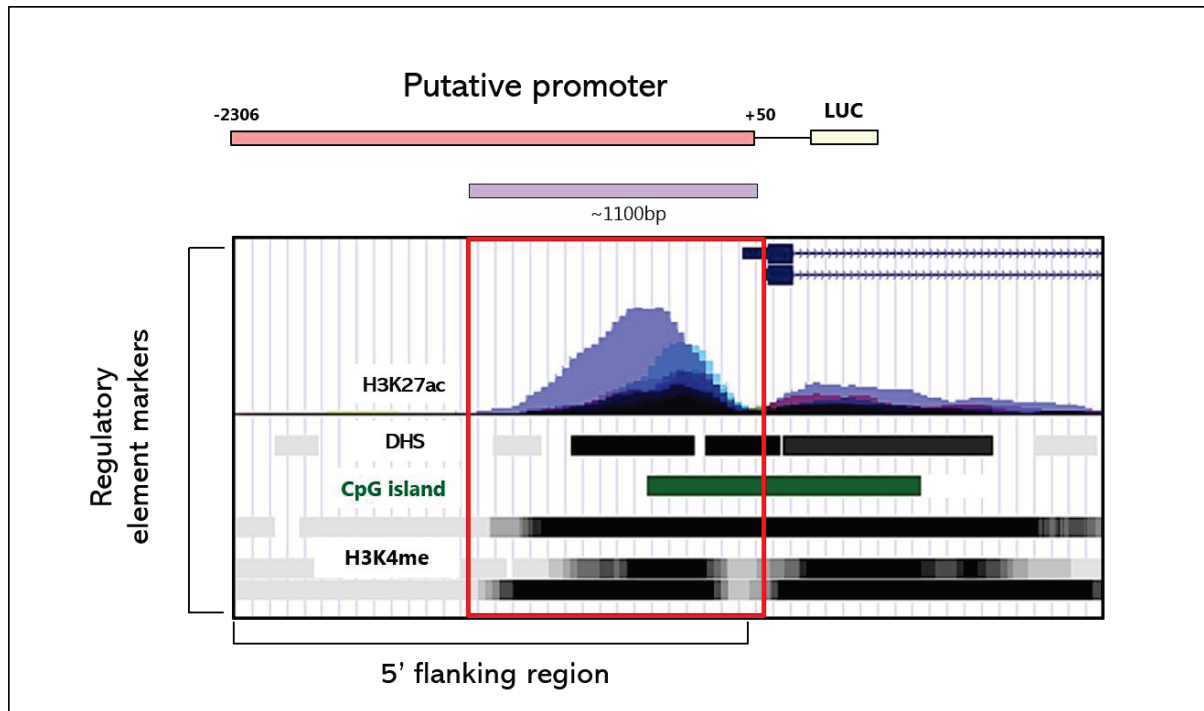 Putative promoter
-2306
+50
LUC
~1100bp
Regulatory
element markers
H3K27ac
DHS
CpG island
H3K4me
5’ flanking region